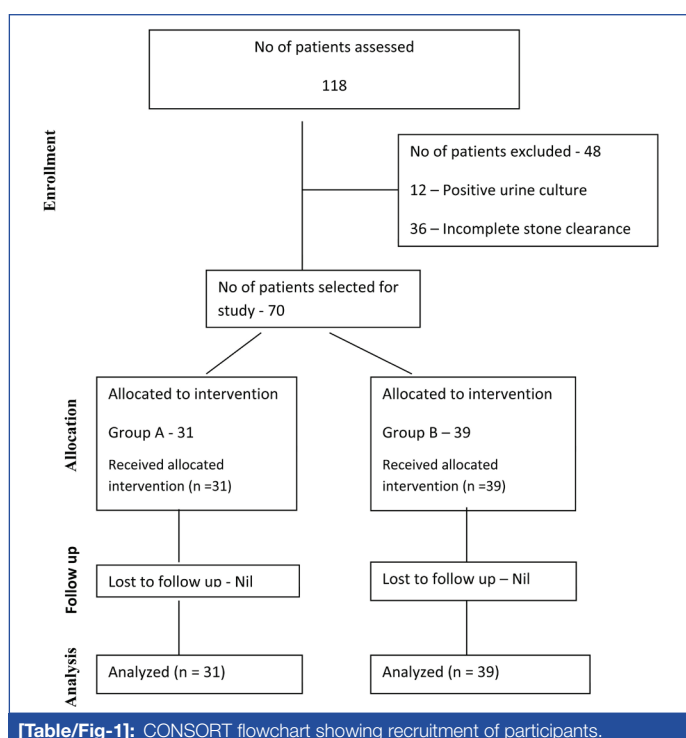 No of patients assessed
118
Enrollment
No of patients excluded - 48
12 – Positive urine culture
36 – Incomplete stone clearance
No of patients selected for
study - 70
Allocation
Allocated to intervention
Group A - 31
Received allocated
intervention (n =31)
Allocated to intervention
Group B – 39
Received allocated
intervention (n =39)
Follow up
Lost to follow up - Nil
Lost to follow up – Nil
Analysis
Analyzed (n = 31)
Analyzed (n = 39)
[Table/Fig-1]: CONSORT flowchart showing recruitment of participants.